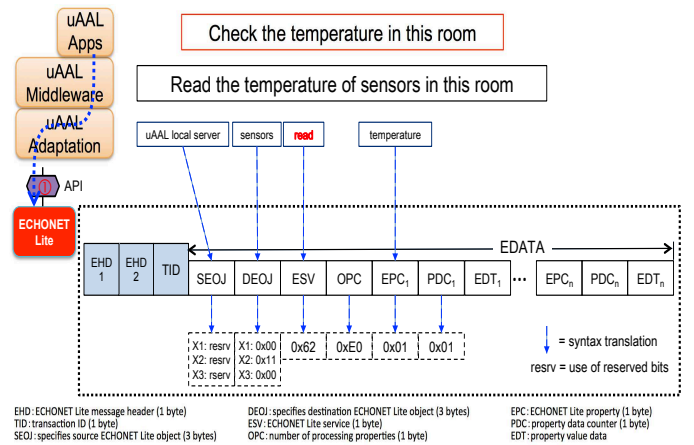 uAAL
Apps
Check the temperature in this room
uAAL
Middleware
Read the temperature of sensors in this room
uAAL
Adaptation
uAAL local server
sensors
read
temperature
① API
ECHONET
Lite
EDATA
EHD
1
EHD
2
TID
SEOJ
DEOJ
ESV
OPC
EPC1
PDC1
EDT1
...
EPCn
PDCn
EDTn
X1: resrv
X2: resrv
X3: rserv
X1: 0x00
X2: 0x11
X3: 0x00
0x62
0xE0
0x01
0x01
= syntax translation
resrv = use of reserved bits
EHD: ECHONET Lite message header (1 byte)
TID: transaction ID (1 byte)
SEOJ: specifies source ECHONET Lite object (3 bytes)
DEOJ: specifies destination ECHONET Lite object (3 bytes)
ESV: ECHONET Lite service (1 byte)
OPC: number of processing properties (1 byte)
EPC: ECHONET Lite property (1 byte)
PDC: property data counter (1 byte)
EDT: property value data